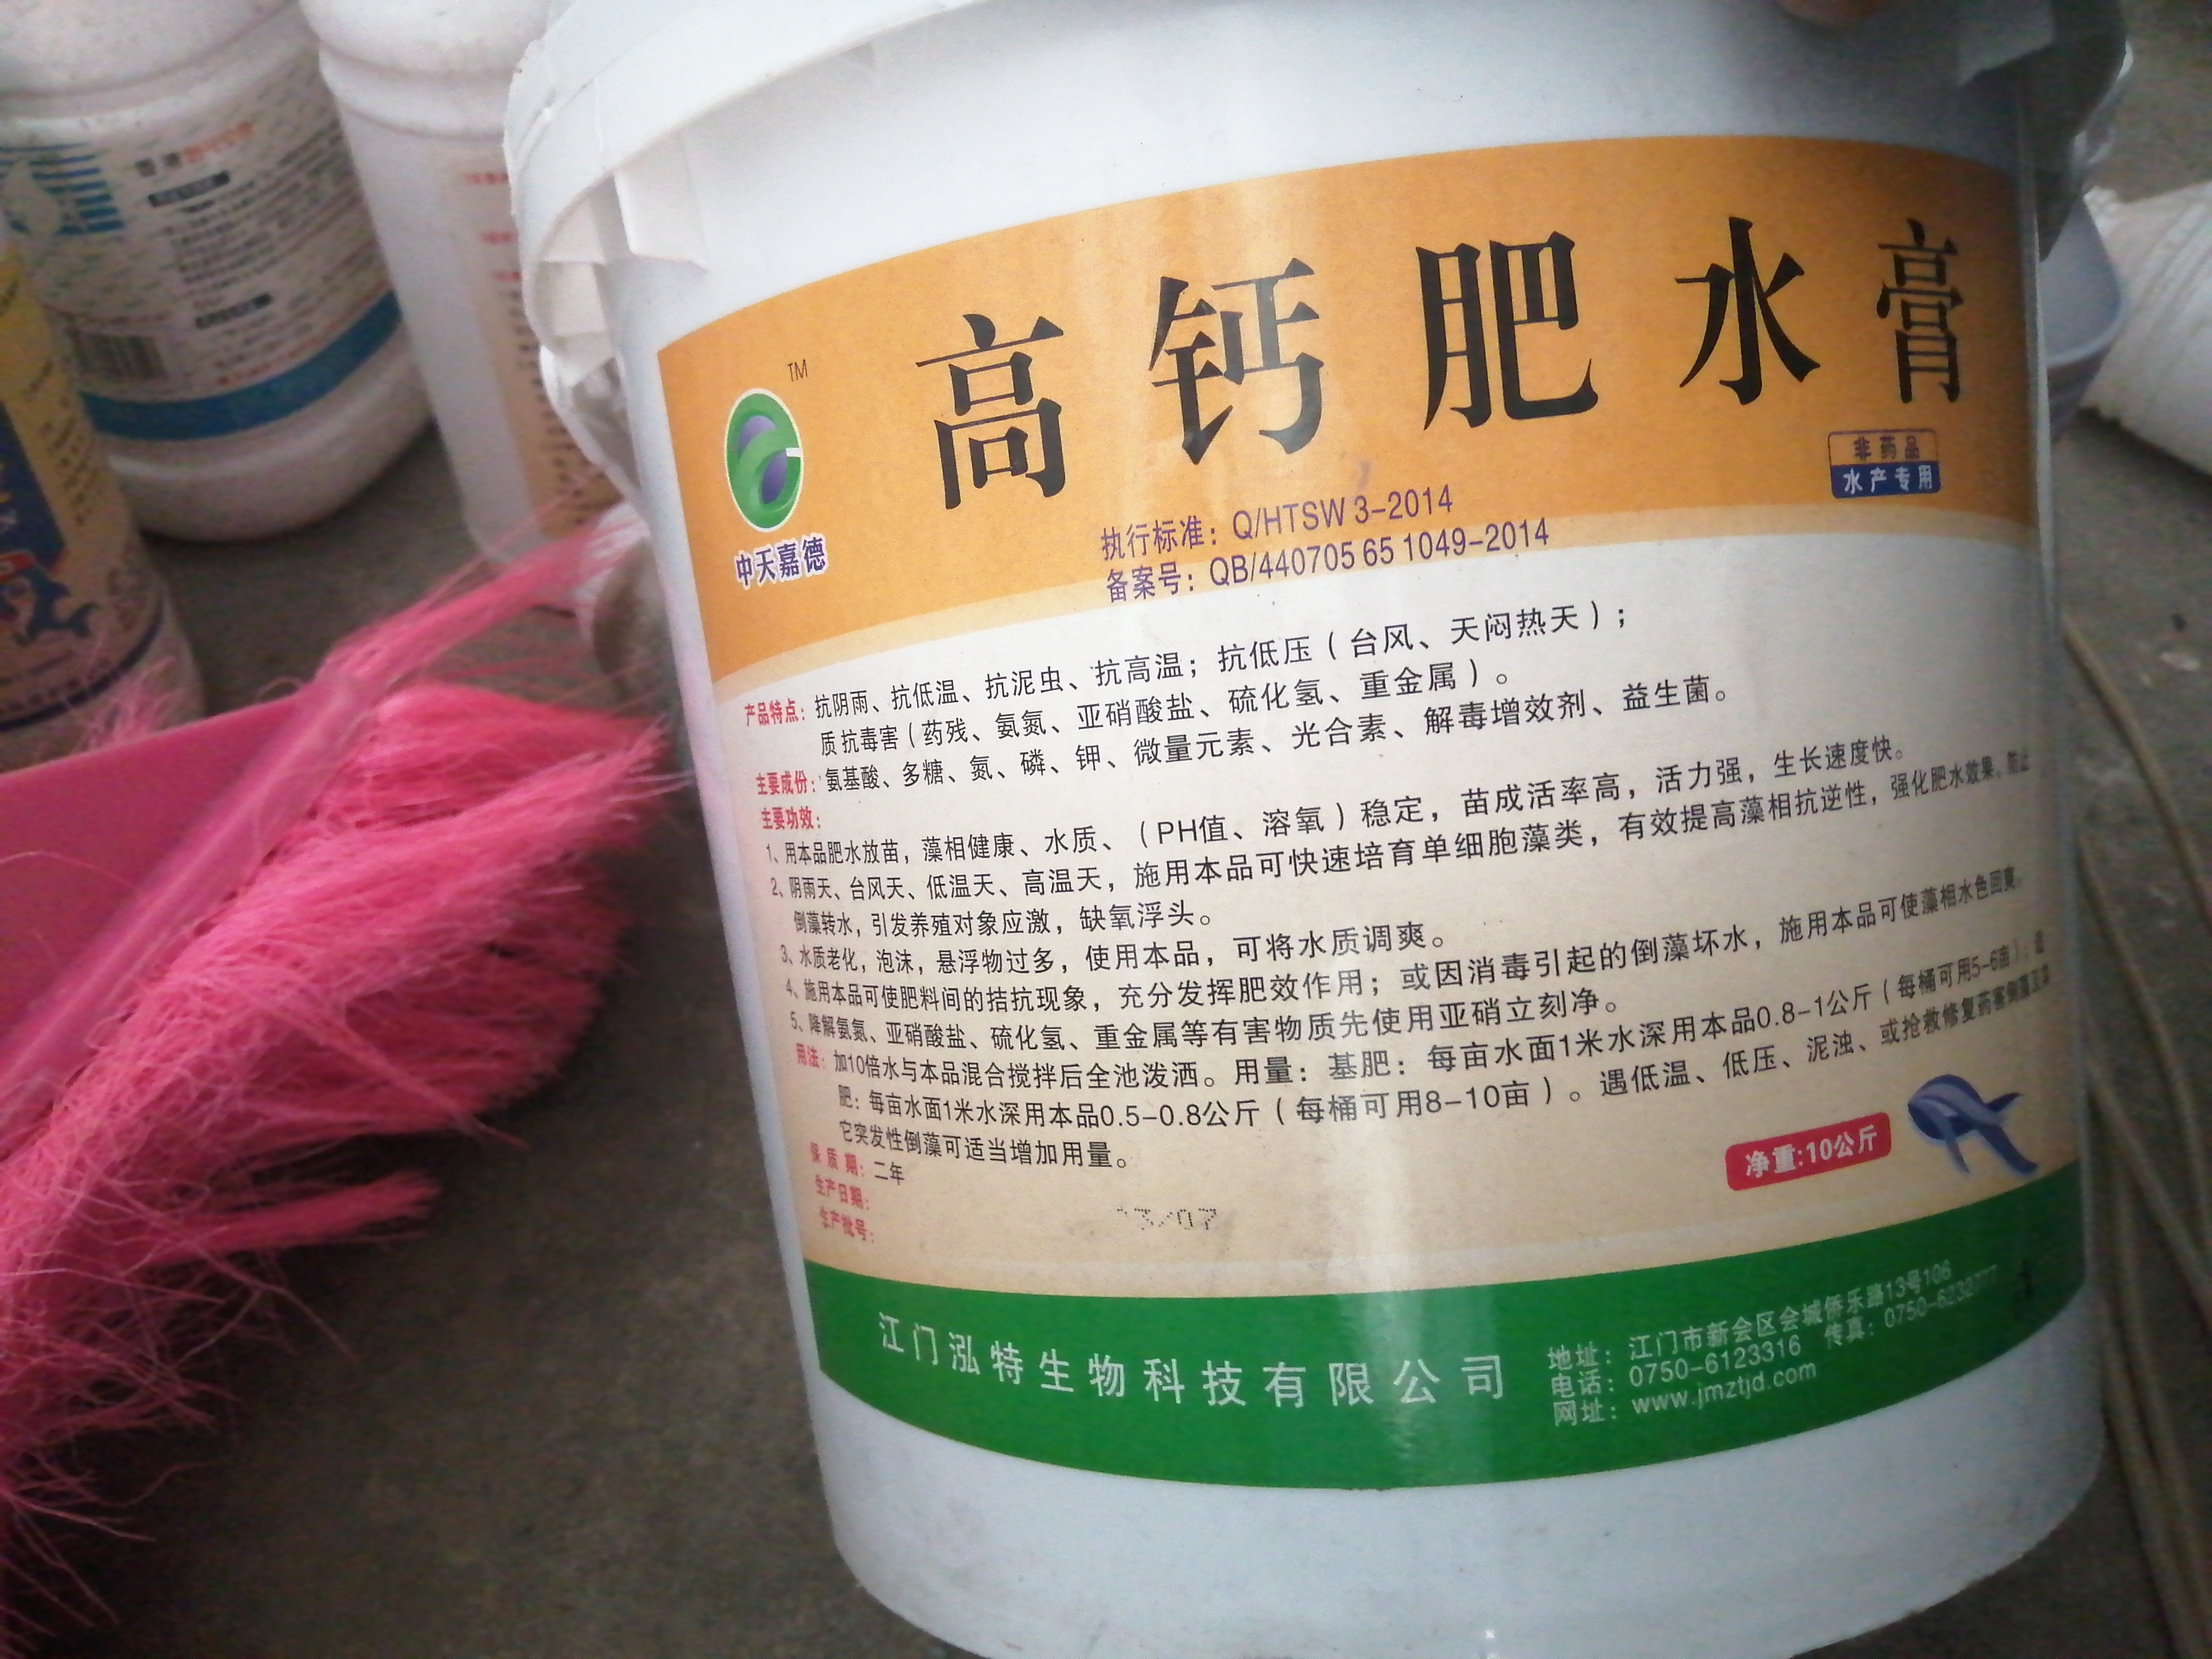 高钙肥水膏
TM
中天嘉德
非药品
水产专用
执行标准：Q/HTSW 3-2014
备案号：QB/440705 65 1049-2014
产品特点：抗阴雨、抗低温、抗泥虫、抗高温；抗低压（台风、天闷热天）；
质抗毒害（药残、氨氮、亚硝酸盐、硫化氢、重金属）。
主要成份：氨基酸、多糖、氮、磷、钾、微量元素、光合素、解毒增效剂、益生菌。
主要功效：
1、用本品肥水放苗，藻相健康、水质、（PH值、溶氧）稳定，苗成活率高，活力强，生长速度快。
2、阴雨天、台风天、低温天、高温天，施用本品可快速培育单细胞藻类，有效提高藻相抗逆性，强化肥水效果，防止
倒藻转水，引发养殖对象应激，缺氧浮头。
3、水质老化，泡沫，悬浮物过多，使用本品，可将水质调爽。
4、施用本品可使肥料间的拮抗现象，充分发挥肥效作用；或因消毒引起的倒藻坏水，施用本品可使藻相水色回复。
5、降解氨氮、亚硝酸盐、硫化氢、重金属等有害物质先使用亚硝立刻净。
用法：加10倍水与本品混合搅拌后全池泼洒。用量：基肥：每亩水面1米水深用本品0.8-1公斤（每桶可用5-6亩）；追
肥：每亩水面1米水深用本品0.5-0.8公斤（每桶可用8-10亩）。遇低温、低压、泥浊、或抢救修复药害倒藻及其
它突发性倒藻可适当增加用量。
保质期：二年
生产日期：
生产批号：
13/07
净重:10公斤
江门泓特生物科技有限公司
地址：江门市新会区会城侨乐路13号106
电话：0750-6123316 传真：0750-
网址：www.jmztjd.com